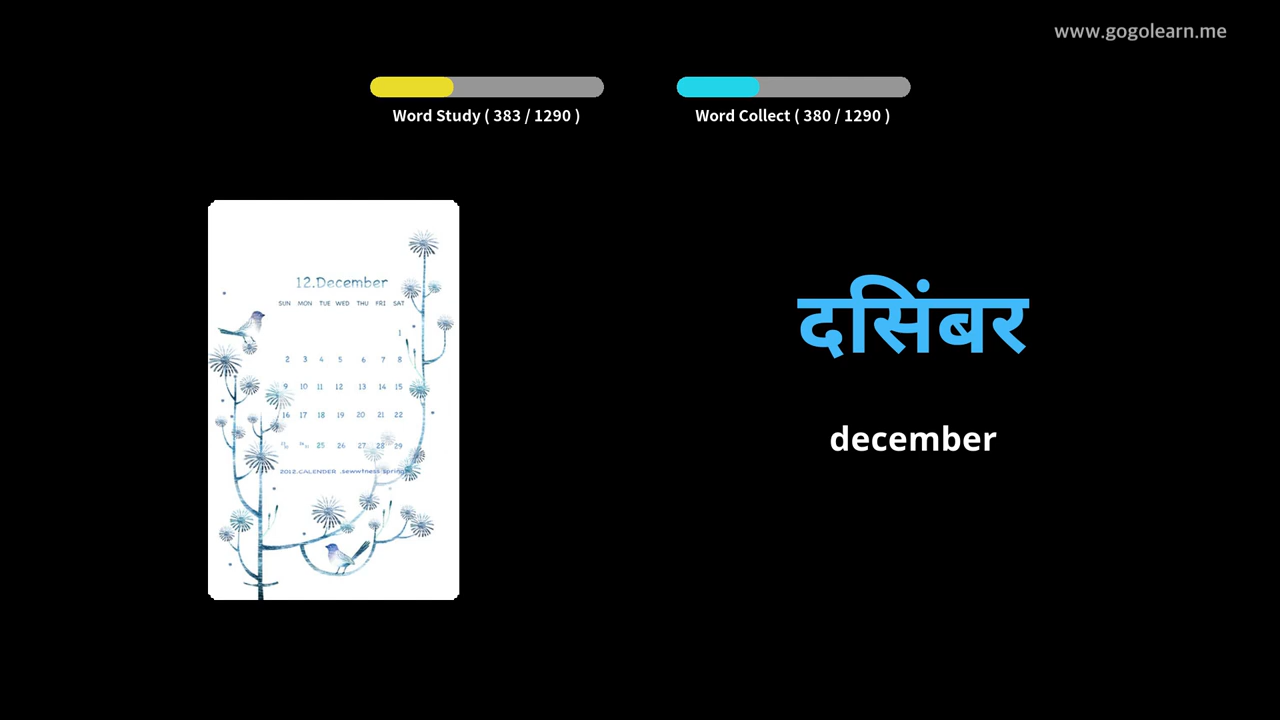 www.gogolearn.me
Word Study ( 383 / 1290 )
Word Collect ( 380 / 1290 )
12.December
SUN MON TUE WED THU FRI SAT
1
2 3 4 5 6 7 8
9 10 11 12 13 14 15
16 17 18 19 20 21 22
25 26 27 28 29
2012.CALENDER
दसिंबर
december